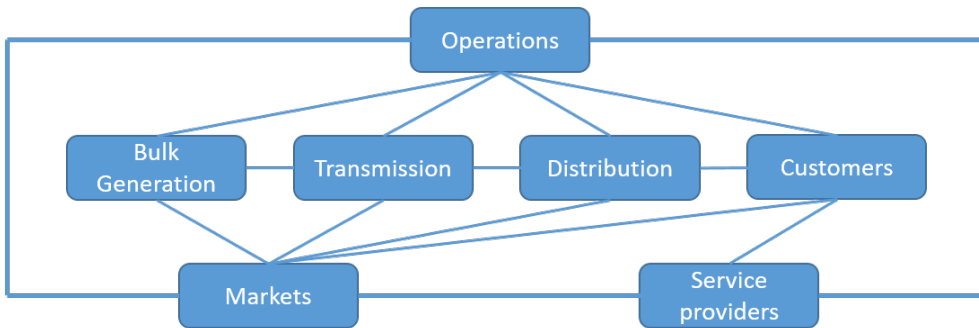 Operations
Bulk
Generation
Transmission
Distribution
Customers
Markets
Service
providers